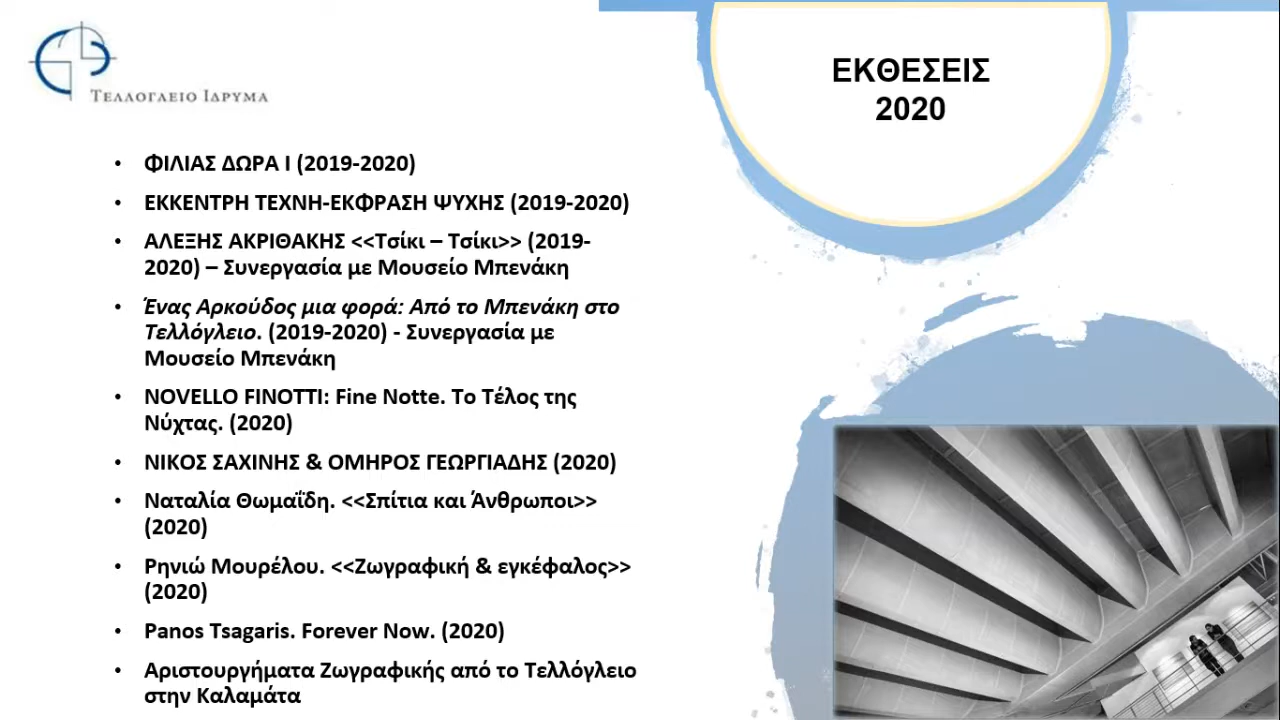 ΤΕΛΛΟΓΛΕΙΟ ΙΔΡΥΜΑ
ΕΚΘΕΣΕΙΣ
2020
• ΦΙΛΙΑΣ ΔΩΡΑ Ι (2019-2020)
• ΕΚΚΕΝΤΡΗ ΤΕΧΝΗ-ΕΚΦΡΑΣΗ ΨΥΧΗΣ (2019-2020)
• ΑΛΕΞΗΣ ΑΚΡΙΘΑΚΗΣ <<Τσίκι – Τσίκι>> (2019-
2020) – Συνεργασία με Μουσείο Μπενάκη
• Ένας Αρκούδος μια φορά: Από το Μπενάκη στο
Τελλόγλειο. (2019-2020) - Συνεργασία με
Μουσείο Μπενάκη
• NOVELLO FINOTTI: Fine Notte. Το Τέλος της
Νύχτας. (2020)
• ΝΙΚΟΣ ΣΑΧΙΝΗΣ & ΟΜΗΡΟΣ ΓΕΩΡΓΙΑΔΗΣ (2020)
• Ναταλία Θωμαΐδη. <<Σπίτια και Άνθρωποι>>
(2020)
• Ρηνιώ Μουρέλου. <<Ζωγραφική & εγκέφαλος>>
(2020)
• Panos Tsagaris. Forever Now. (2020)
• Αριστουργήματα Ζωγραφικής από το Τελλόγλειο
στην Καλαμάτα